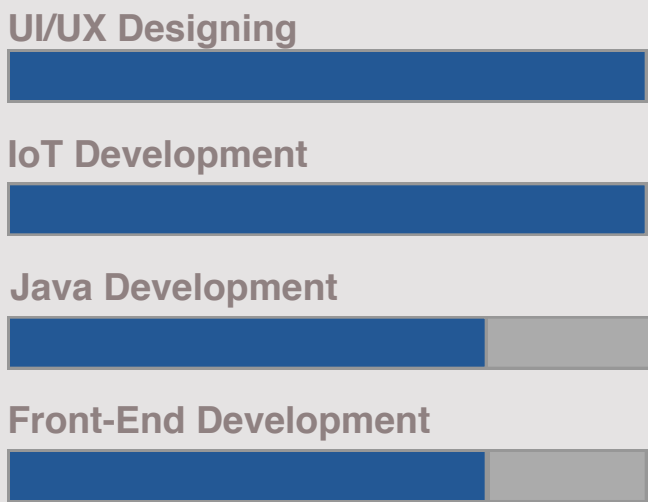 UI/UX Designing
IoT Development
Java Development
Front-End Development